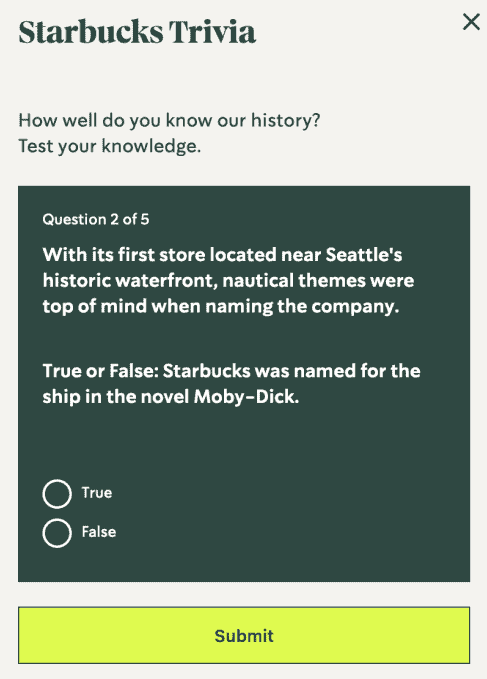 Starbucks Trivia
How well do you know our history?
Test your knowledge.
Question 2 of 5
With its first store located near Seattle's
historic waterfront, nautical themes were
top of mind when naming the company.
True or False: Starbucks was named for the
ship in the novel Moby-Dick.
True
False
Submit